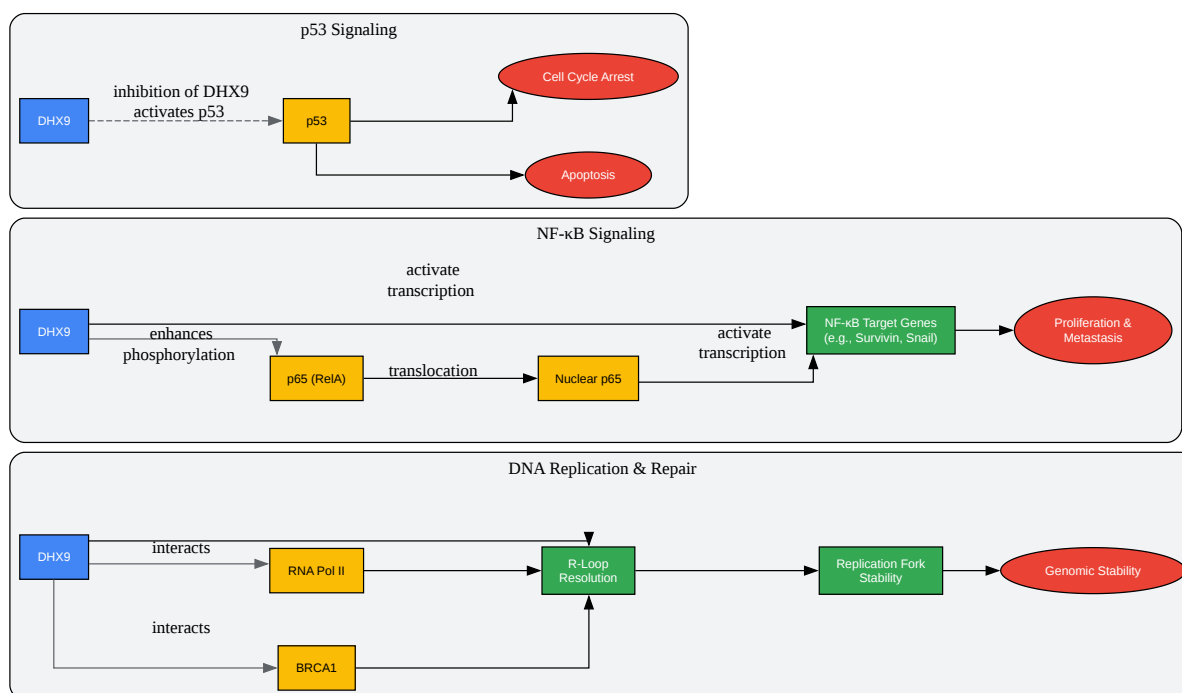 p53 Signaling
DHX9
inhibition of DHX9
activates p53
p53
Cell Cycle Arrest
Apoptosis
NF-κB Signaling
activate
transcription
DHX9
enhances
phosphorylation
p65 (RelA)
translocation
Nuclear p65
activate
transcription
NF-κB Target Genes
(e.g., Survivin, Snail)
Proliferation &
Metastasis
DNA Replication & Repair
DHX9
interacts
RNA Pol II
R-Loop
Resolution
Replication Fork
Stability
Genomic Stability
interacts
BRCA1